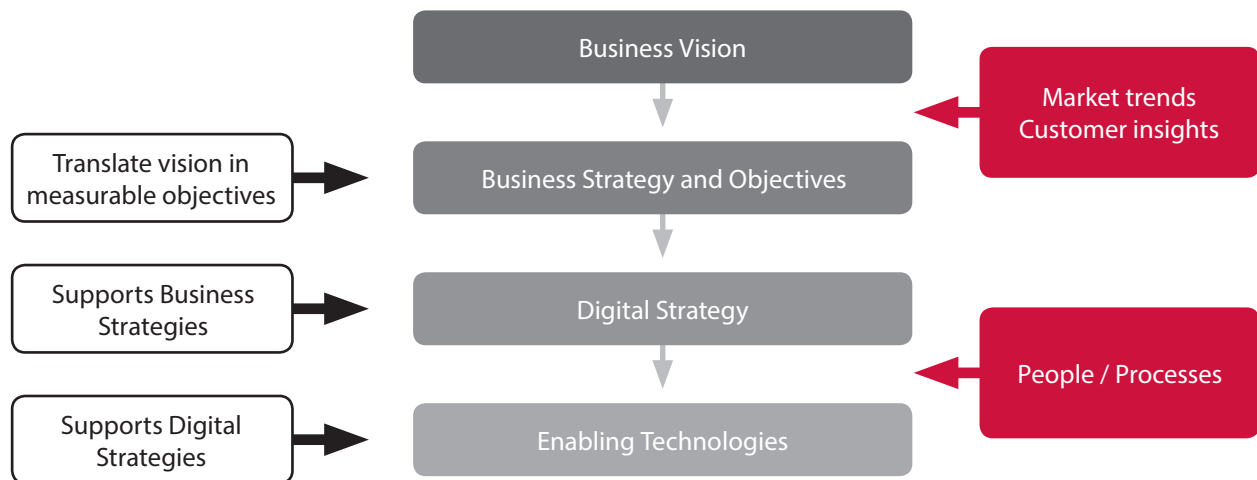 Business Vision
Market trends
Customer insights
Translate vision in
measurable objectives
Business Strategy and Objectives
Supports Business
Strategies
Digital Strategy
People / Processes
Supports Digital
Strategies
Enabling Technologies